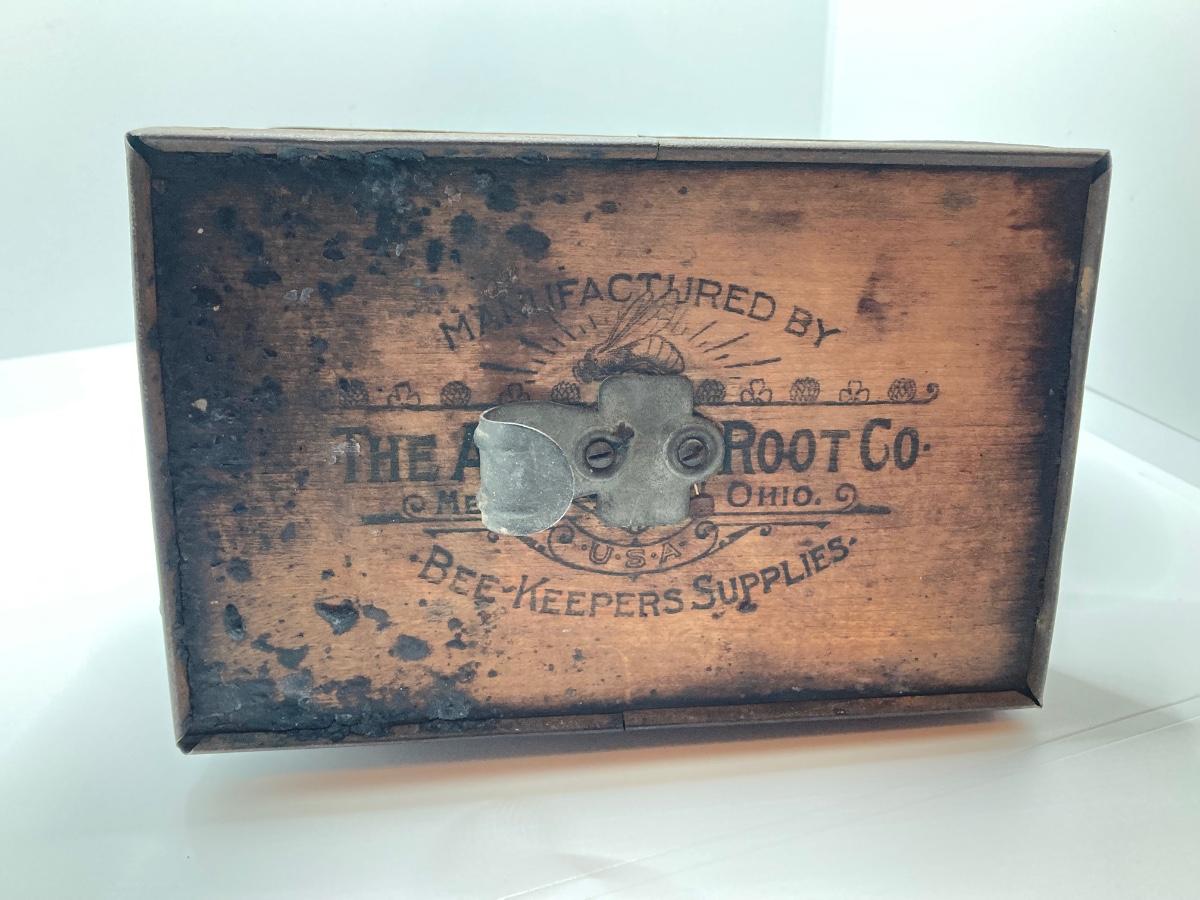 MANUFACTURED BY
THE A ROOT CO.
ME OHIO.
U.S.A.
BEE-KEEPERS SUPPLIES.